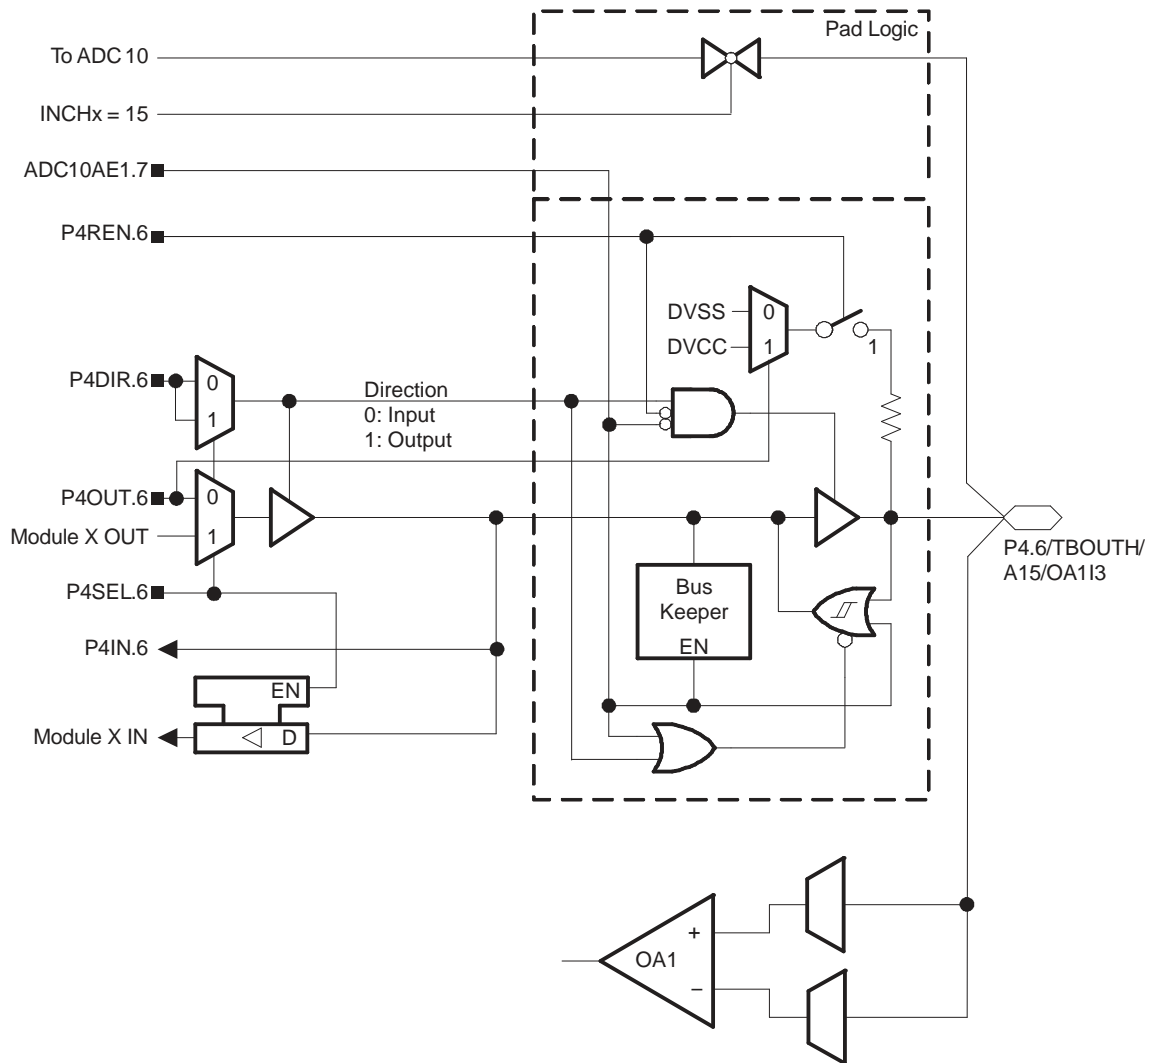 Pad Logic
To ADC 10
INCHx = 15
ADC10AE1.7
P4REN.6
DVSS
0
DVCC
1
1
P4DIR.6
0
1
Direction
0: Input
1: Output
P4OUT.6
0
Module X OUT
1
P4SEL.6
P4.6/TBOUTH/
A15/OA1I3
Bus
Keeper
EN
P4IN.6
EN
Module X IN
D
+
OA1
−